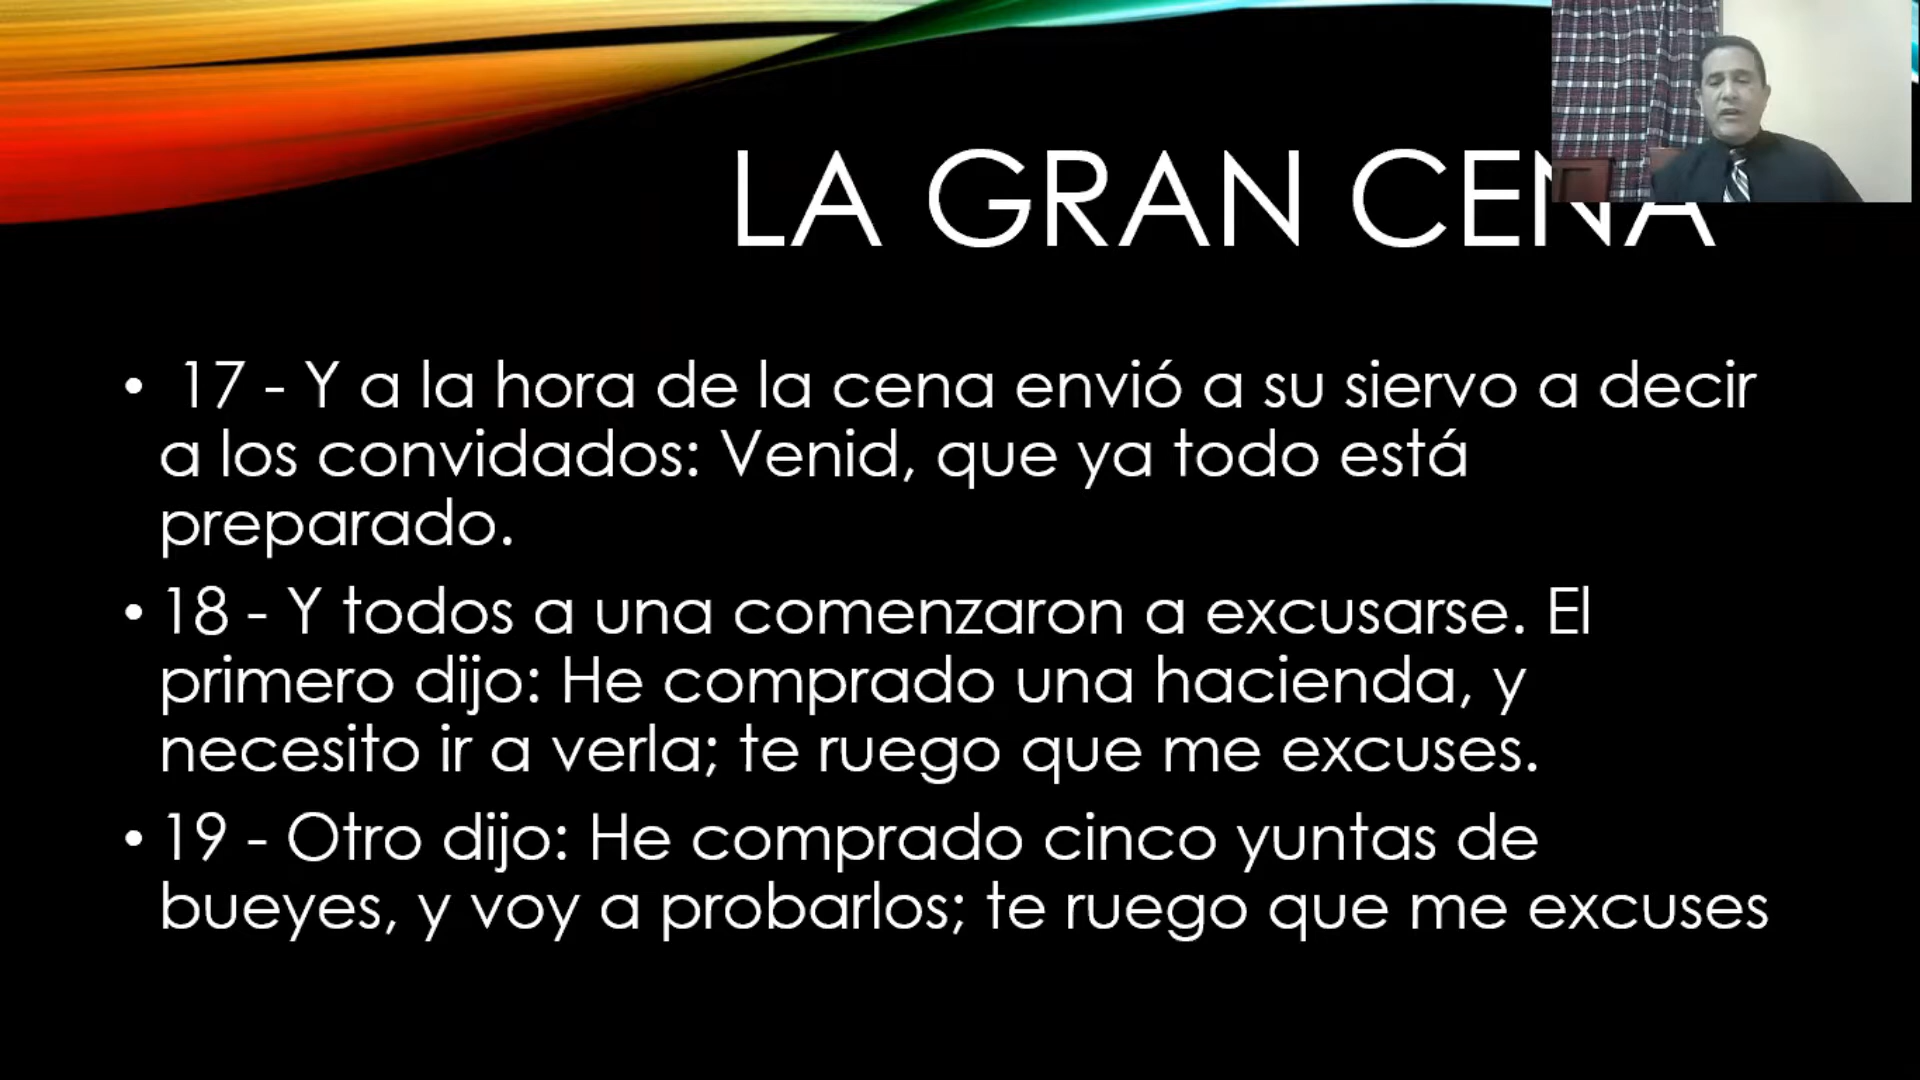 LA GRAN CENA
• 17 - Y a la hora de la cena envió a su siervo a decir
a los convidados: Venid, que ya todo está
preparado.
• 18 - Y todos a una comenzaron a excusarse. El
primero dijo: He comprado una hacienda, y
necesito ir a verla; te ruego que me excuses.
• 19 - Otro dijo: He comprado cinco yuntas de
bueyes, y voy a probarlos; te ruego que me excuses